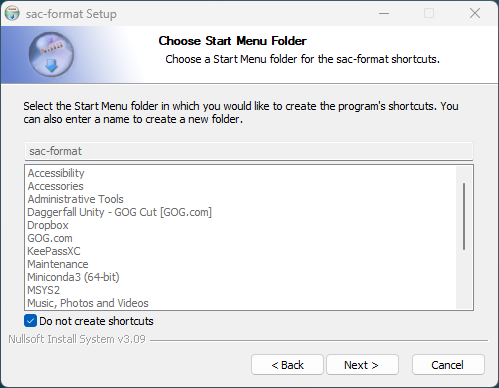 sac-format Setup
Choose Start Menu Folder
Choose a Start Menu folder for the sac-format shortcuts.
Select the Start Menu folder in which you would like to create the program's shortcuts. You
can also enter a name to create a new folder.
sac-format
Accessibility
Accessories
Administrative Tools
Daggerfall Unity - GOG Cut [GOG.com]
Dropbox
GOG.com
KeePassXC
Maintenance
Miniconda3 (64-bit)
MSYS2
Music, Photos and Videos
Do not create shortcuts
Nullsoft Install System v3.09
< Back
Next >
Cancel